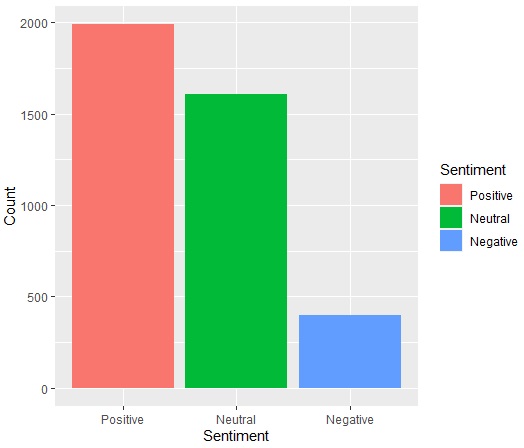 2000
1500
1000
500
0
Count
Positive
Neutral
Negative
Sentiment
Sentiment
Positive
Neutral
Negative